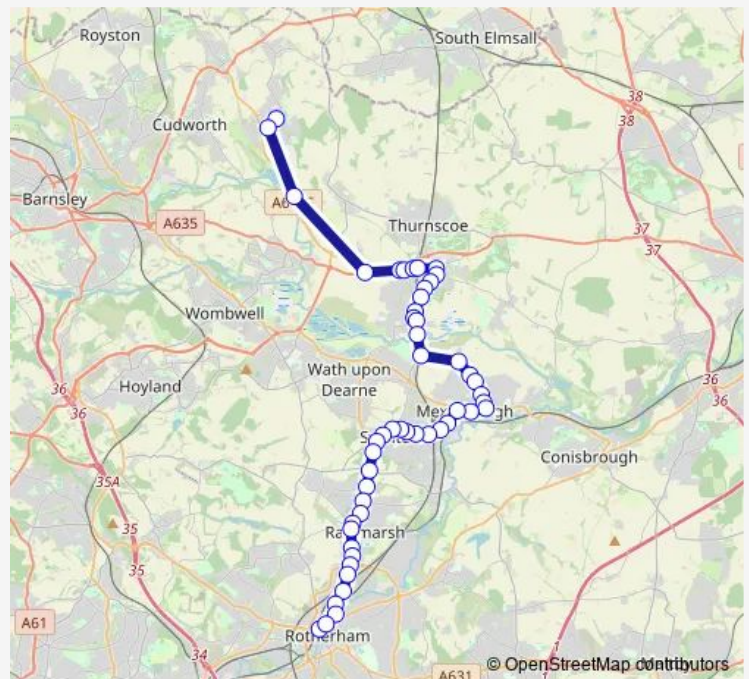 Royston
South Elmsall
38
38
Cudworth
Barnsley
A635
Thurnscoe
37
37
Wombwell
Wath upon
Dearne
36
36
Hoyland
36
36
Conisbrough
35A
35
35
A61
34
Rotherham
1
A631
© OpenStreetMap contributors